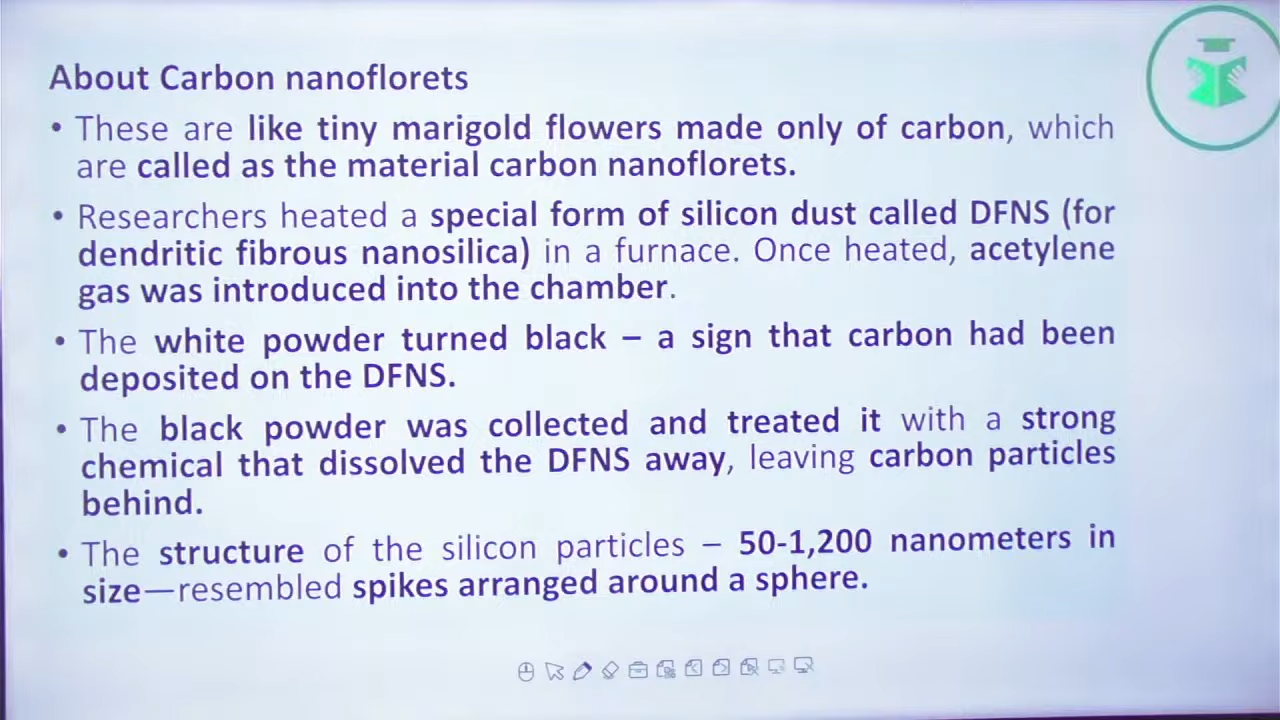 About Carbon nanoflorets
• These are like tiny marigold flowers made only of carbon, which
are called as the material carbon nanoflorets.
• Researchers heated a special form of silicon dust called DFNS (for
dendritic fibrous nanosilica) in a furnace. Once heated, acetylene
gas was introduced into the chamber.
• The white powder turned black – a sign that carbon had been
deposited on the DFNS.
• The black powder was collected and treated it with a strong
chemical that dissolved the DFNS away, leaving carbon particles
behind.
• The structure of the silicon particles – 50-1,200 nanometers in
size—resembled spikes arranged around a sphere.